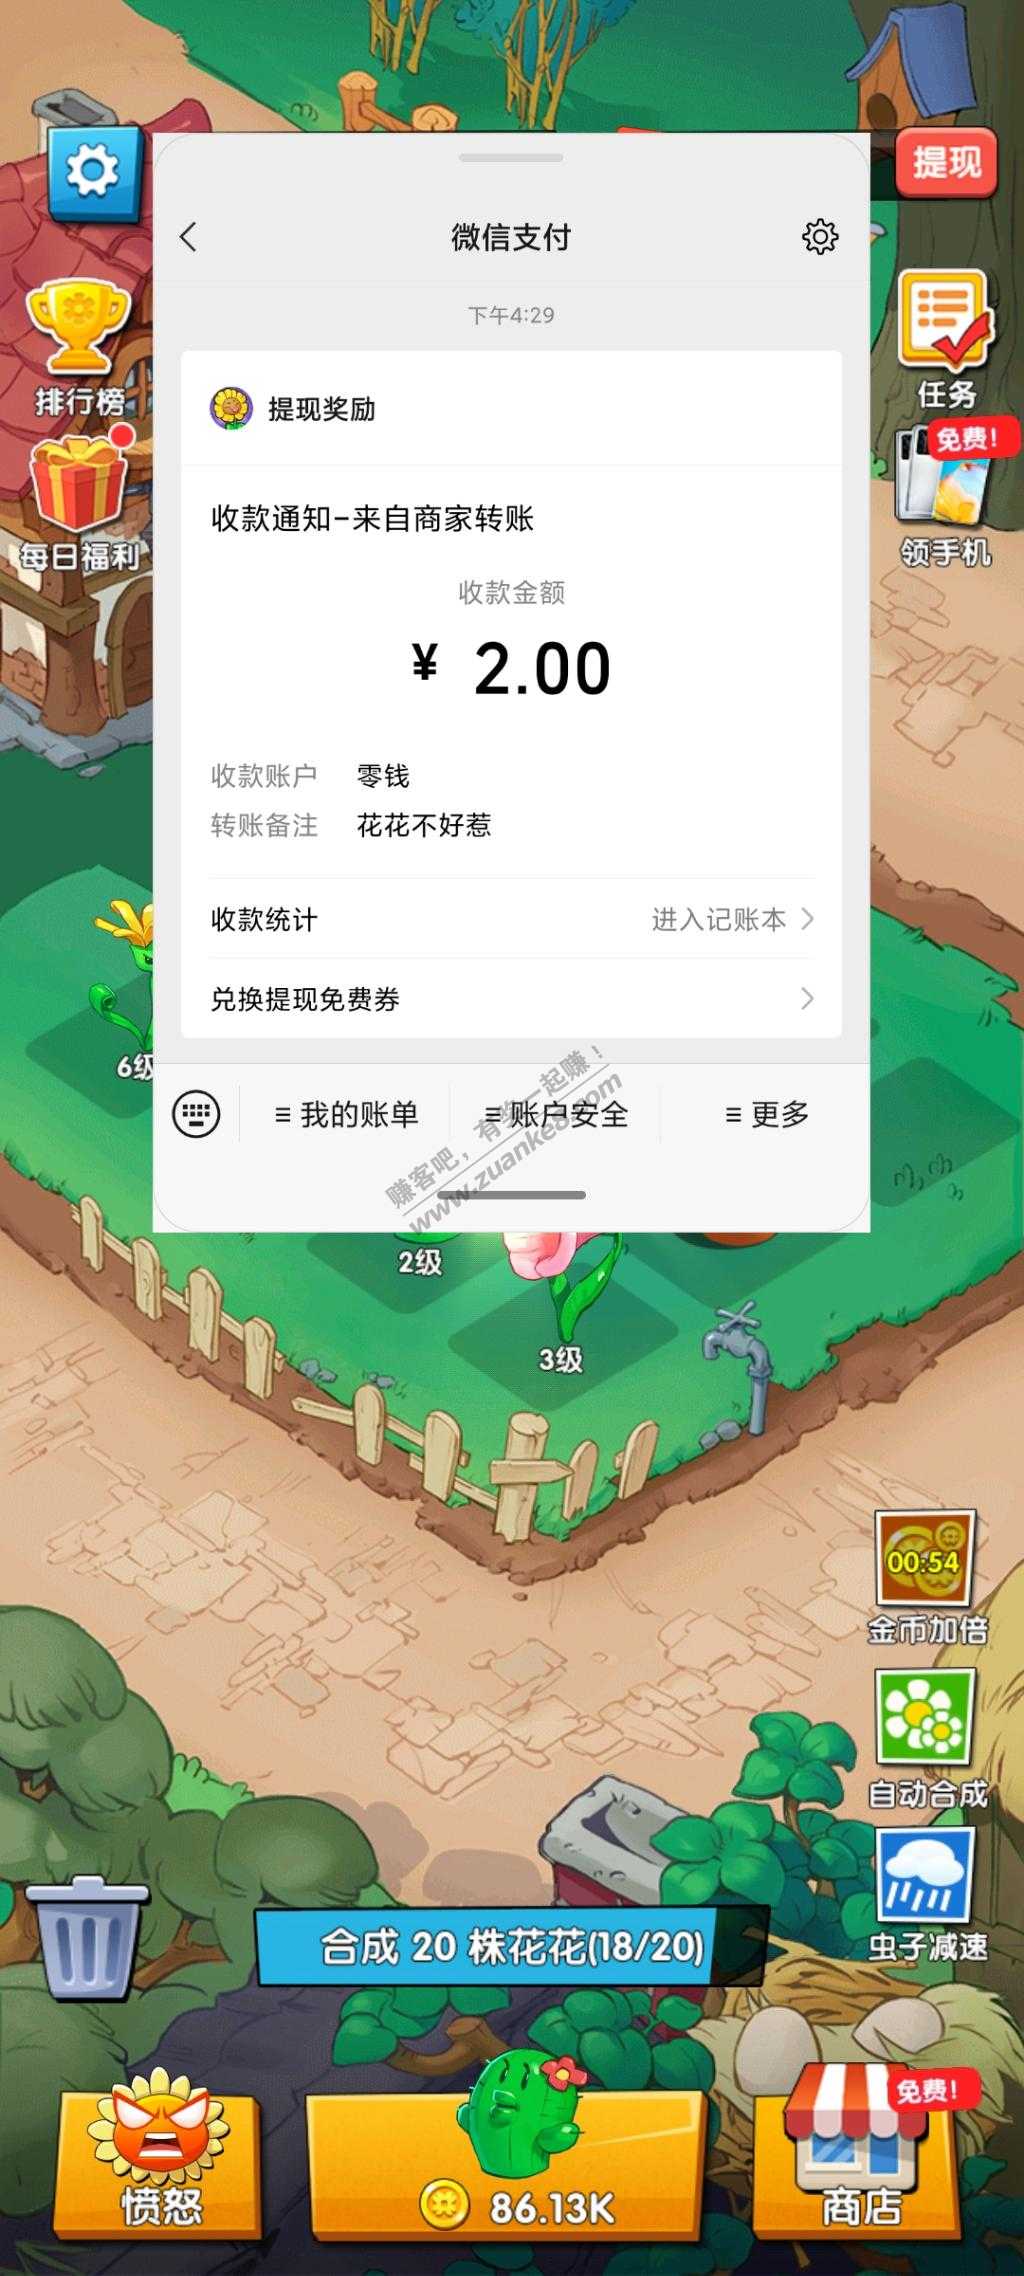 提现
微信支付
下午4:29
排行榜
任务
提现奖励
免费!
收款通知-来自商家转账
每日福利
领手机
收款金额
¥ 2.00
收款账户 零钱
转账备注 花花不好惹
收款统计 进入记账本
兑换提现免费券
6级
我的账单
账户安全
更多
赚客吧，有奖一起赚！
www.zuanke8.com
2级
3级
00:54
金币加倍
自动合成
合成 20 株花花(18/20)
虫子减速
免费!
愤怒
86.13K
商店